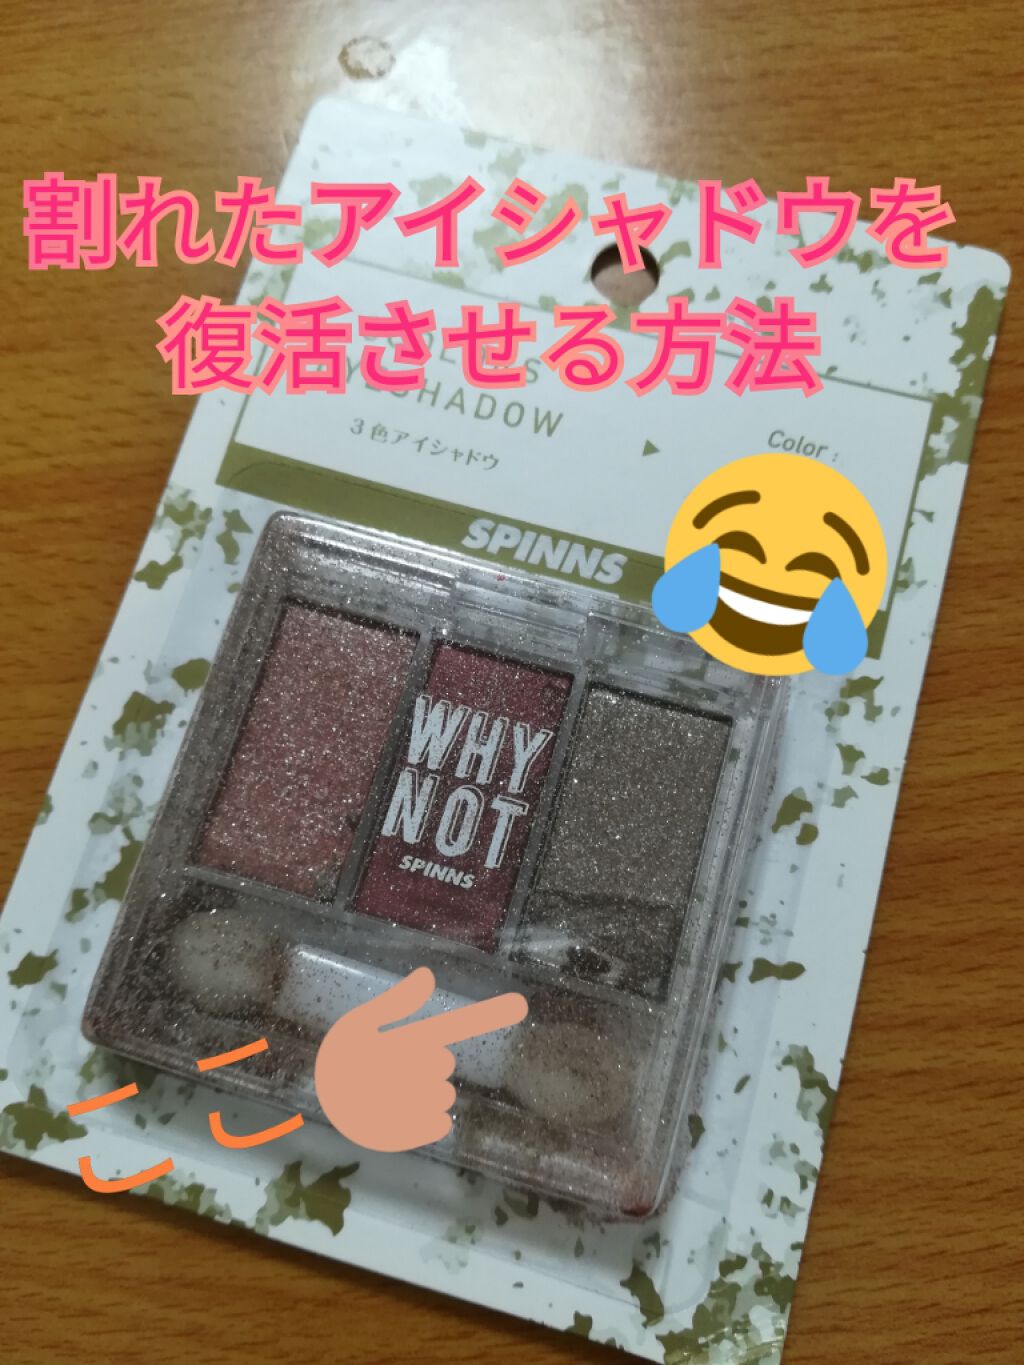 割れたアイシャドウを
復活させる方法
SHADOW
3色アイシャドウ
Color :
SPINNS
WHY
NOT
SPINNS
ここ